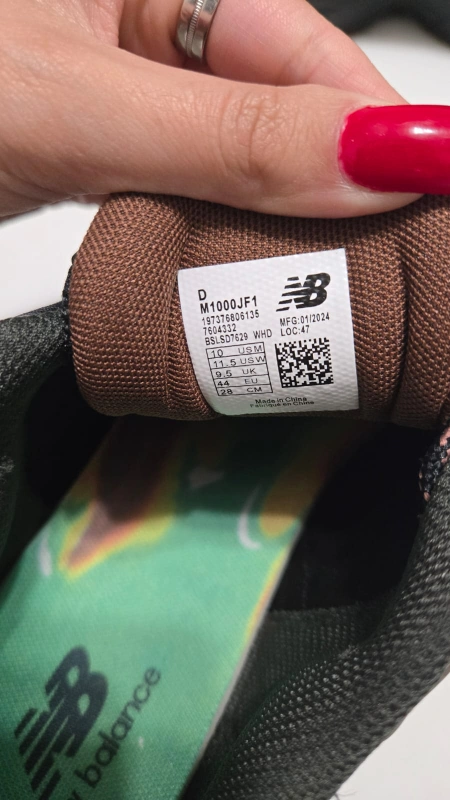 D
M1000JF1
197376806135
7604332
BSLSD7629 WHD
MFG:01/2024
LOC:47
10 USM
11.5 USW
9.5 UK
44 EU
28 CM
Made in China
Fabriqué en Chine
NB
balance